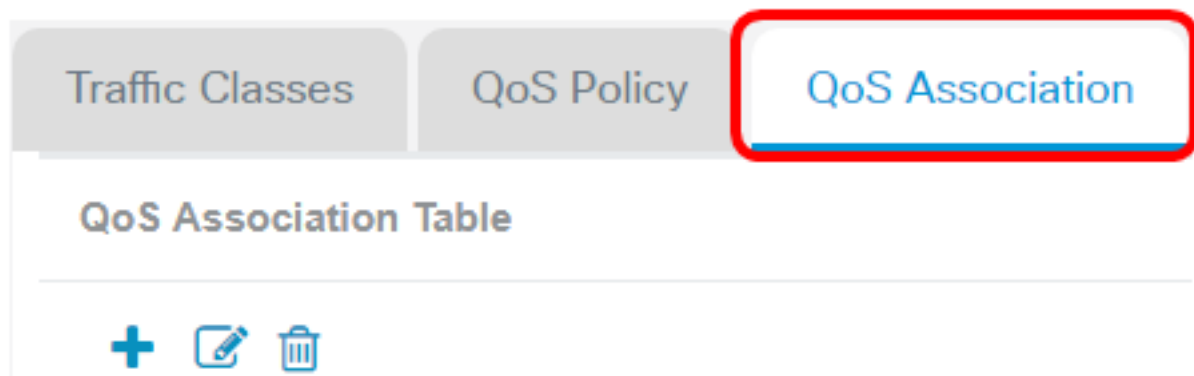 Traffic Classes QoS Policy QoS Association
QoS Association Table